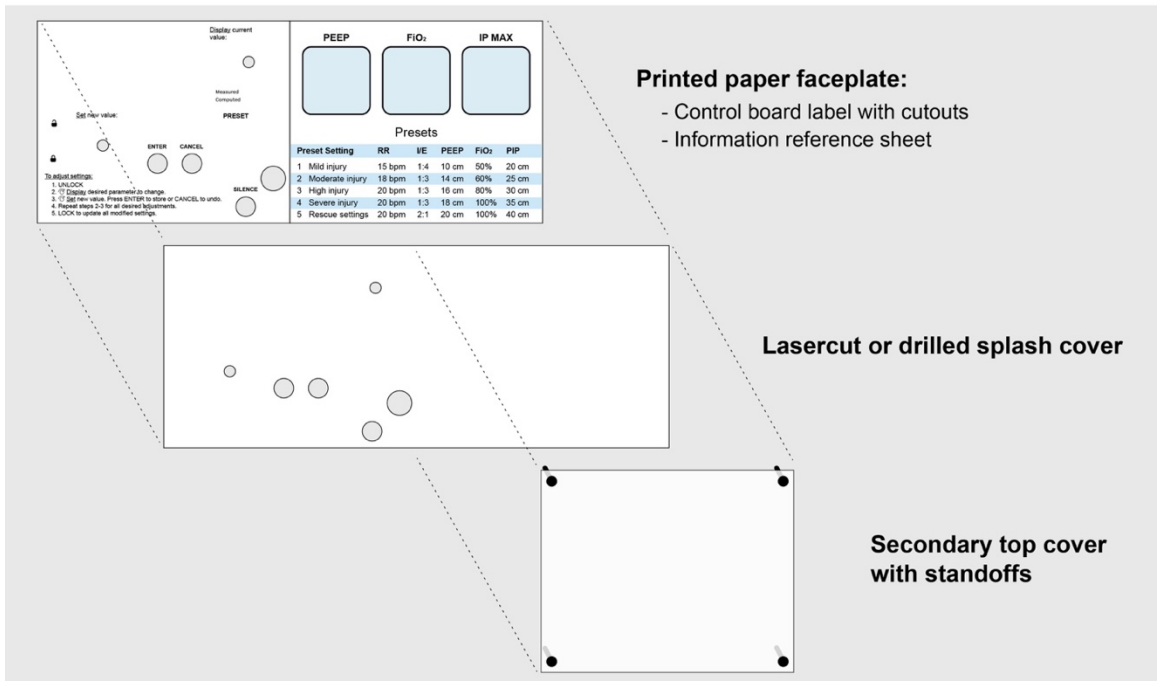 Display current
value:
Measured
Computed
Set new value:
PRESET
ENTER CANCEL
SILENCE
To adjust settings:
1. UNLOCK
2. Display desired parameter to change.
3. Set new value. Press ENTER to store or CANCEL to undo.
4. Repeat steps 2-3 for all desired adjustments.
5. LOCK to update all modified settings.
PEEP FiO₂ IP MAX
Presets
Preset Setting RR I/E PEEP FiO₂ PIP
1 Mild injury 15 bpm 1:4 10 cm 50% 20 cm
2 Moderate injury 18 bpm 1:3 14 cm 60% 25 cm
3 High injury 20 bpm 1:3 16 cm 80% 30 cm
4 Severe injury 20 bpm 1:3 18 cm 100% 35 cm
5 Rescue settings 20 bpm 2:1 20 cm 100% 40 cm
Printed paper faceplate:
- Control board label with cutouts
- Information reference sheet
Lasercut or drilled splash cover
Secondary top cover
with standoffs